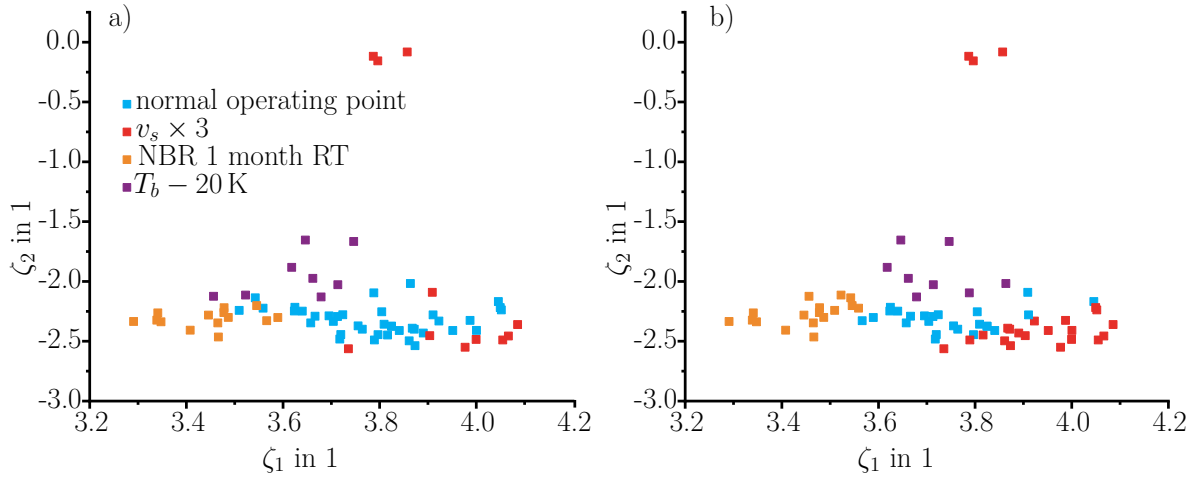 a)
0.0
-0.5
-1.0
-1.5
-2.0
-2.5
-3.0
ζ₂ in 1
normal operating point
vₛ × 3
NBR 1 month RT
T_b − 20 K
3.2 3.4 3.6 3.8 4.0 4.2
ζ₁ in 1
b)
0.0
-0.5
-1.0
-1.5
-2.0
-2.5
-3.0
ζ₂ in 1
3.2 3.4 3.6 3.8 4.0 4.2
ζ₁ in 1